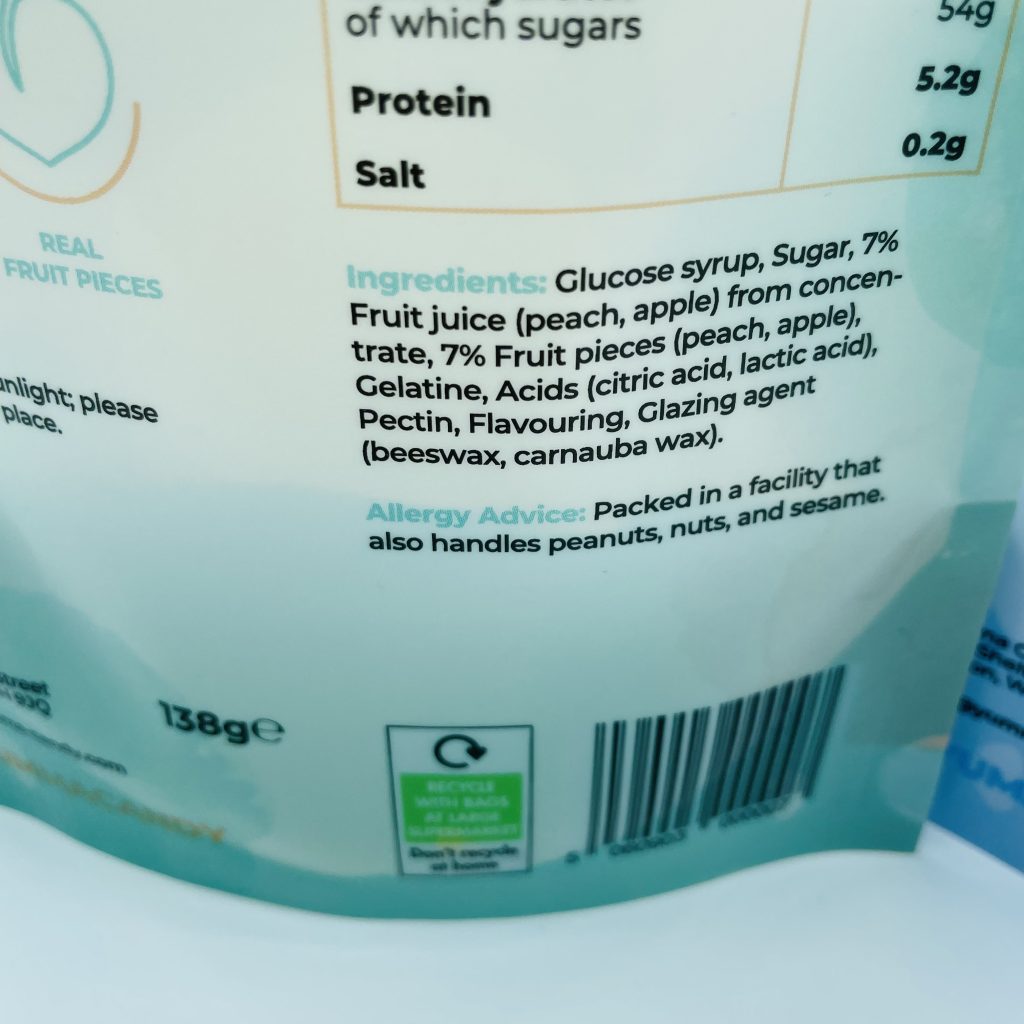 of which sugars 54g
Protein 5.2g
Salt 0.2g
REAL
FRUIT PIECES
Ingredients: Glucose syrup, Sugar, 7%
Fruit juice (peach, apple) from concen-
trate, 7% Fruit pieces (peach, apple),
Gelatine, Acids (citric acid, lactic acid),
Pectin, Flavouring, Glazing agent
(beeswax, carnauba wax).
please
place.
Allergy Advice: Packed in a facility that
also handles peanuts, nuts, and sesame.
138g℮
RECYCLE
WITH BAGS
AT LARGE
SUPERMARKET
Don't recycle
at home